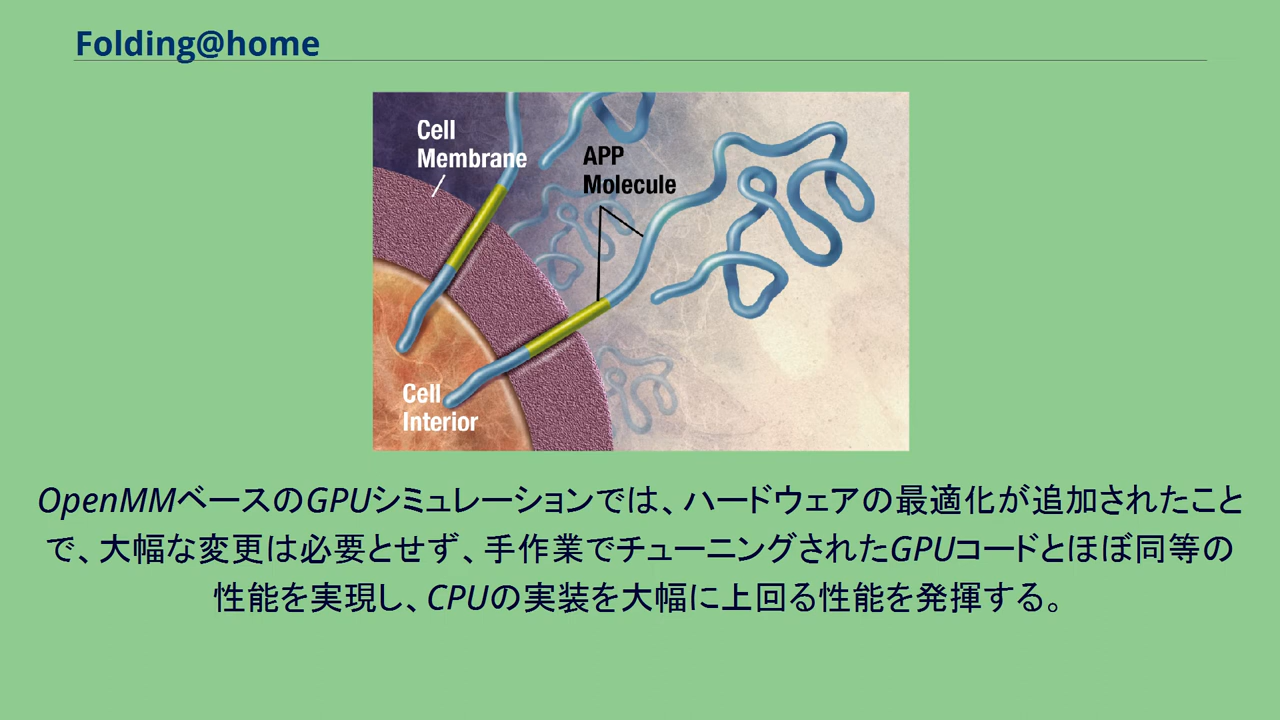 Folding@home
Cell
Membrane
APP
Molecule
Cell
Interior
OpenMMベースのGPUシミュレーションでは、ハードウェアの最適化が追加されたこと
で、大幅な変更は必要とせず、手作業でチューニングされたGPUコードとほぼ同等の
性能を実現し、CPUの実装を大幅に上回る性能を発揮する。